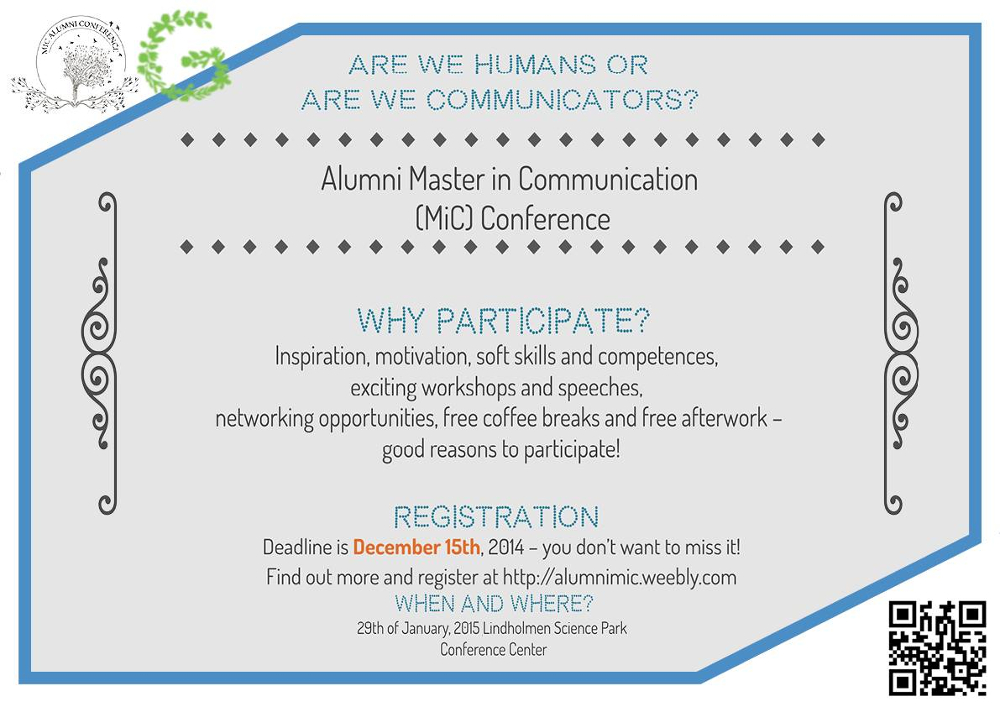 MIC ALUMNI CONFERENCE
G
ARE WE HUMANS OR
ARE WE COMMUNICATORS?
Alumni Master in Communication
(MiC) Conference
WHY PARTICIPATE?
Inspiration, motivation, soft skills and competences,
exciting workshops and speeches,
networking opportunities, free coffee breaks and free afterwork –
good reasons to participate!
REGISTRATION
Deadline is December 15th, 2014 – you don't want to miss it!
Find out more and register at http://alumnimic.weebly.com
WHEN AND WHERE?
29th of January, 2015 Lindholmen Science Park
Conference Center